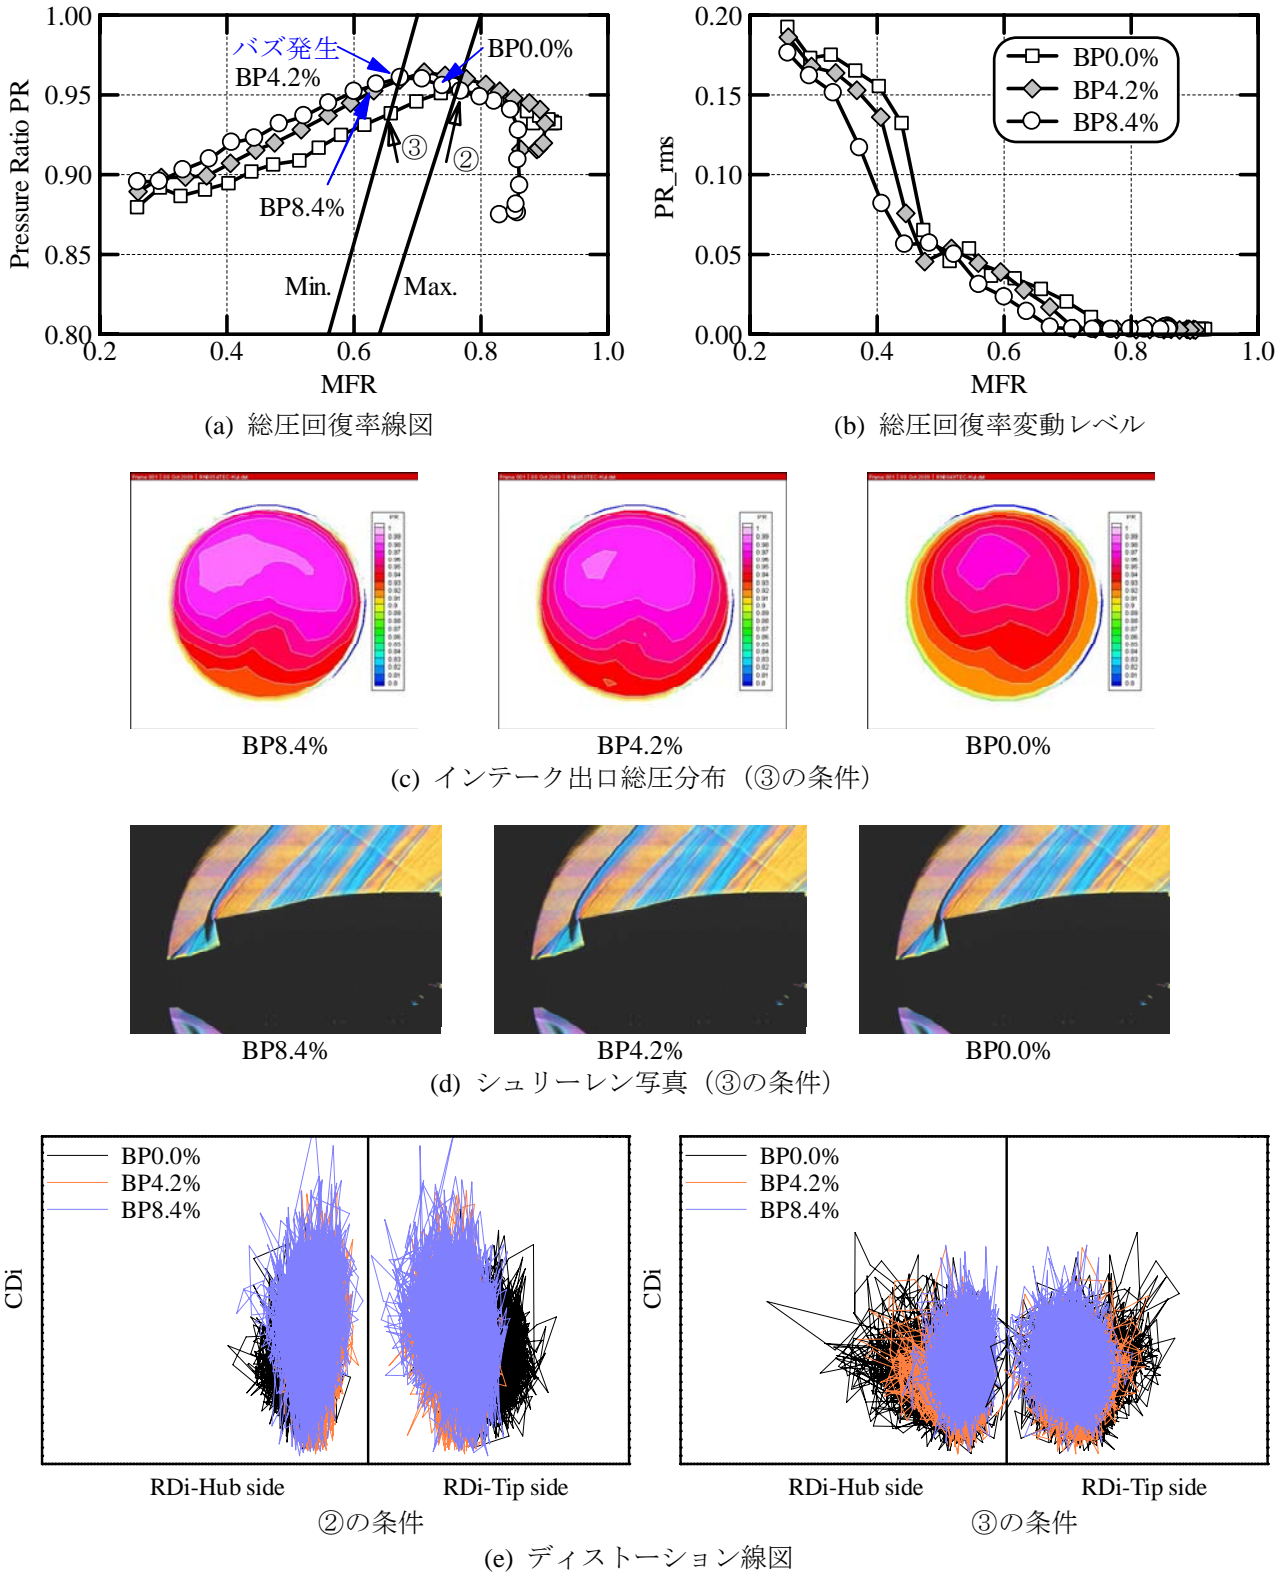 1.00
0.95
0.90
0.85
0.80
Pressure Ratio PR
バズ発生
BP4.2%
BP0.0%
③
②
BP8.4%
Min.
Max.
0.2
0.4
0.6
0.8
1.0
MFR
(a) 総圧回復率線図
0.20
0.15
0.10
0.05
0.00
PR_rms
BP0.0%
BP4.2%
BP8.4%
0.2
0.4
0.6
0.8
1.0
MFR
(b) 総圧回復率変動レベル
BP8.4%
BP4.2%
BP0.0%
(c) インテーク出口総圧分布（③の条件）
BP8.4%
BP4.2%
BP0.0%
(d) シュリーレン写真（③の条件）
CDi
BP0.0%
BP4.2%
BP8.4%
RDi-Hub side
RDi-Tip side
②の条件
CDi
BP0.0%
BP4.2%
BP8.4%
RDi-Hub side
RDi-Tip side
③の条件
(e) ディストーション線図